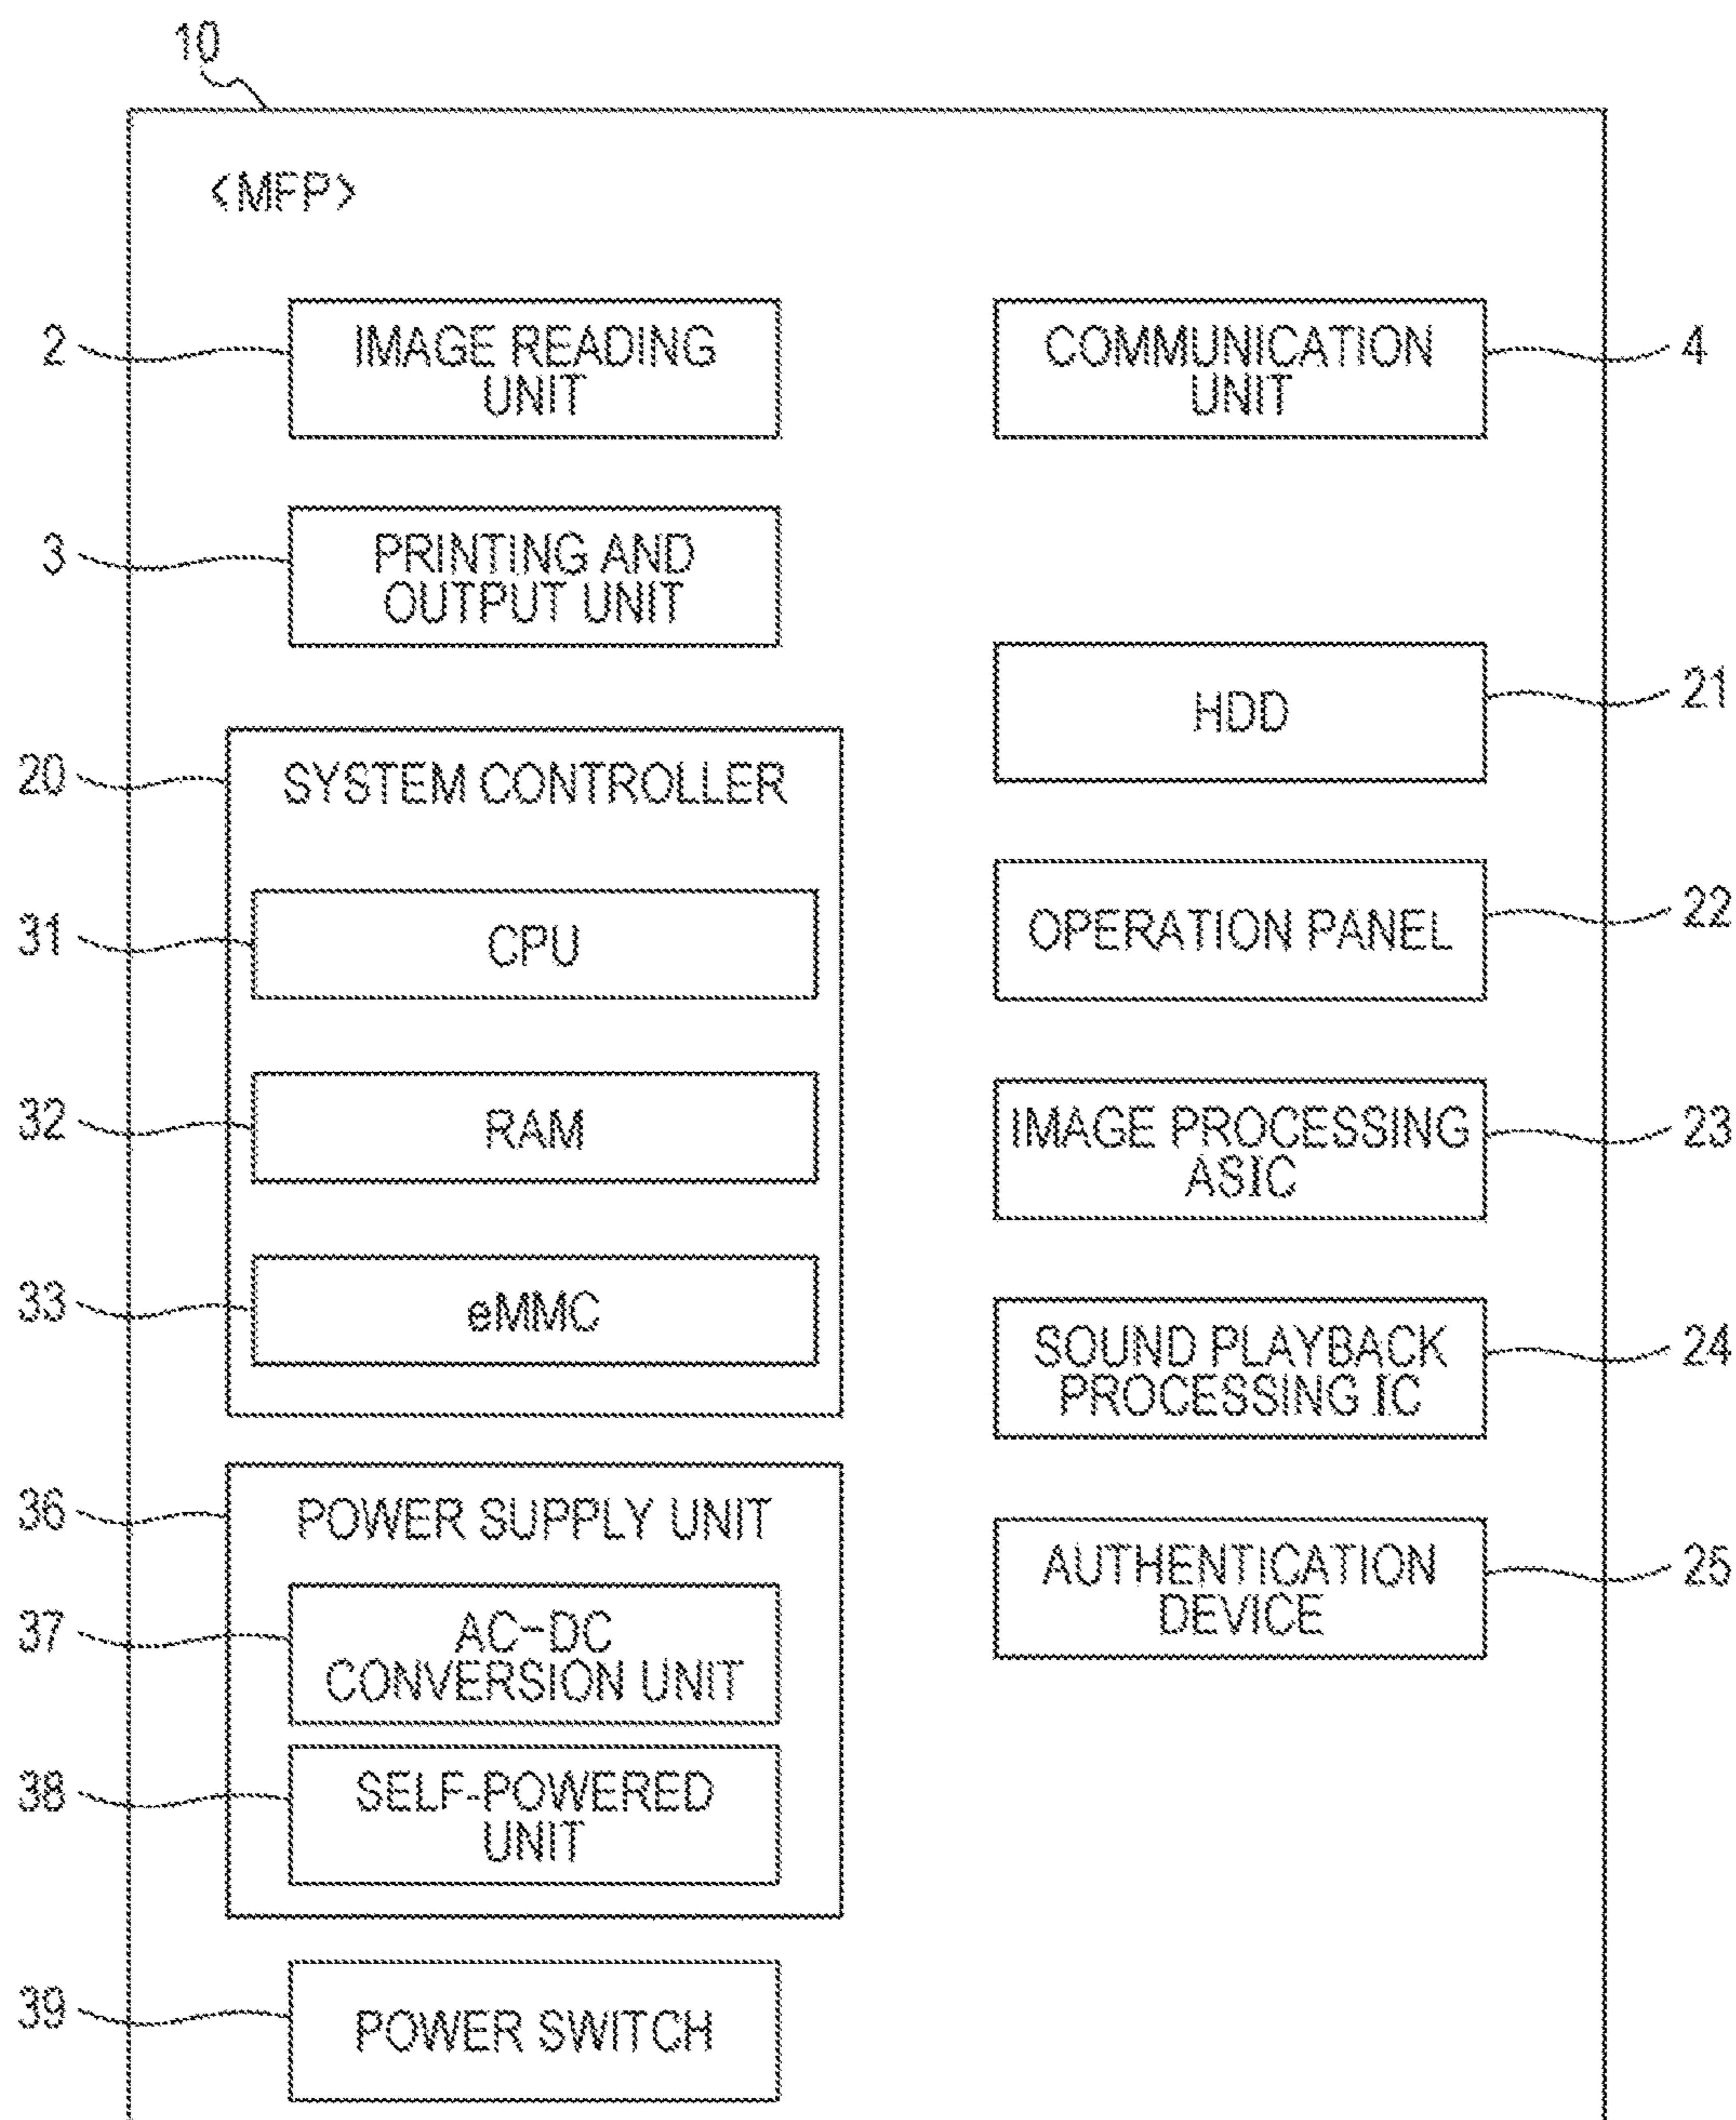 10
<MFP>
2
IMAGE READING
UNIT
COMMUNICATION
UNIT
4
3
PRINTING AND
OUTPUT UNIT
HDD
21
20
SYSTEM CONTROLLER
OPERATION PANEL
22
31
CPU
IMAGE PROCESSING
ASIC
23
32
RAM
33
eMMC
SOUND PLAYBACK
PROCESSING IC
24
36
POWER SUPPLY UNIT
AUTHENTICATION
DEVICE
25
37
AC-DC
CONVERSION UNIT
38
SELF-POWERED
UNIT
39
POWER SWITCH